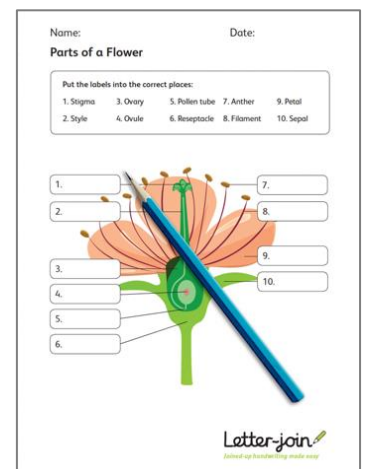 Name: Date:
Parts of a Flower
Put the labels into the correct places:
1. Stigma 3. Ovary 5. Pollen tube 7. Anther 9. Petal
2. Style 4. Ovule 6. Receptacle 8. Filament 10. Sepal
1. 7.
2. 8.
9.
3.
10.
4.
5.
6.
Letter-join
Joined-up handwriting made easy